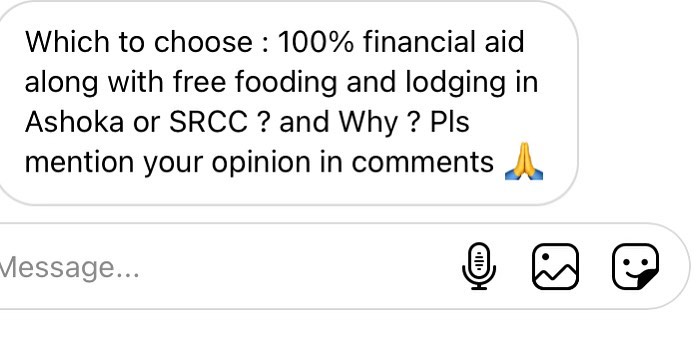 Which to choose : 100% financial aid
along with free fooding and lodging in
Ashoka or SRCC ? and Why ? Pls
mention your opinion in comments 🙏
Message...